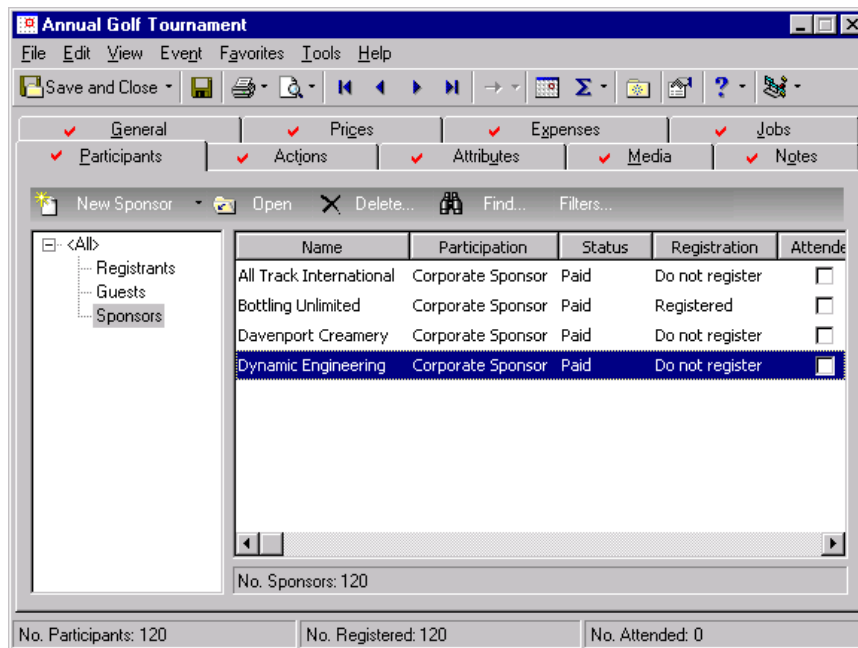 Annual Golf Tournament
File Edit View Event Favorites Tools Help
Save and Close
General Prices Expenses Jobs
Participants Actions Attributes Media Notes
New Sponsor Open Delete... Find... Filters...
<All>
Registrants
Guests
Sponsors
Name Participation Status Registration Attende
All Track International Corporate Sponsor Paid Do not register
Bottling Unlimited Corporate Sponsor Paid Registered
Davenport Creamery Corporate Sponsor Paid Do not register
Dynamic Engineering Corporate Sponsor Paid Do not register
No. Sponsors: 120
No. Participants: 120 No. Registered: 120 No. Attended: 0